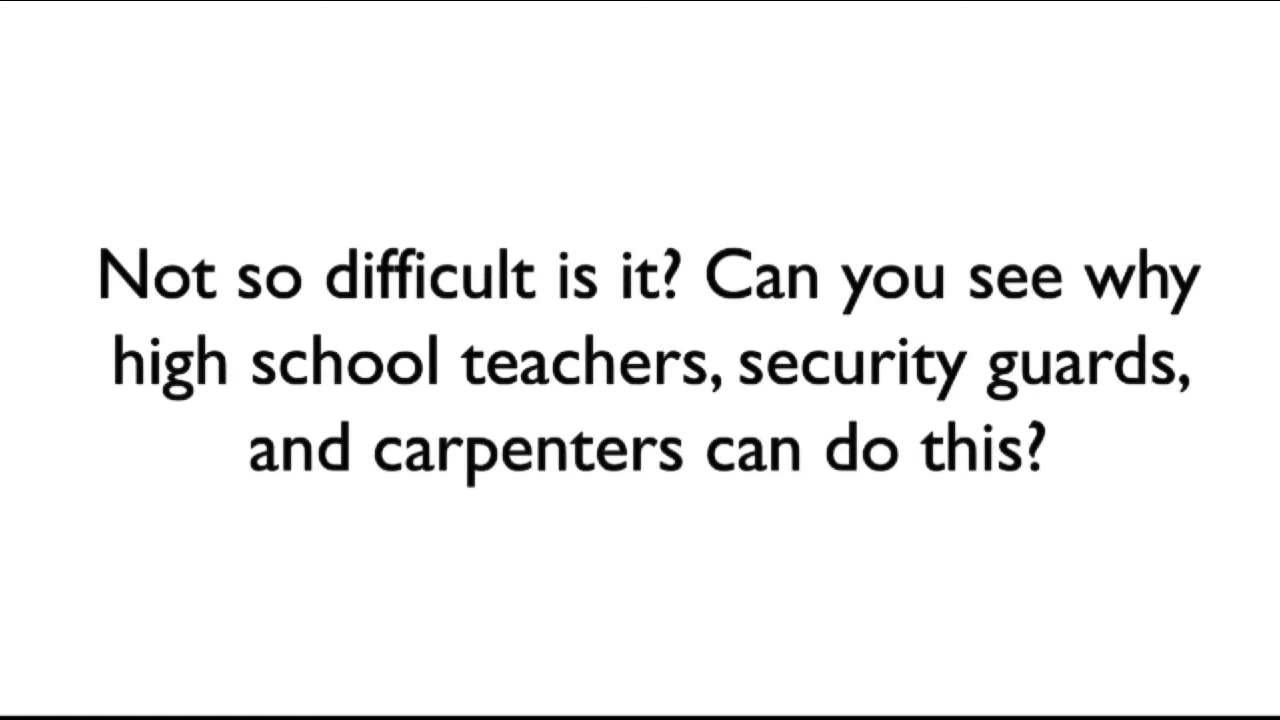 Not so difficult is it? Can you see why
high school teachers, security guards,
and carpenters can do this?